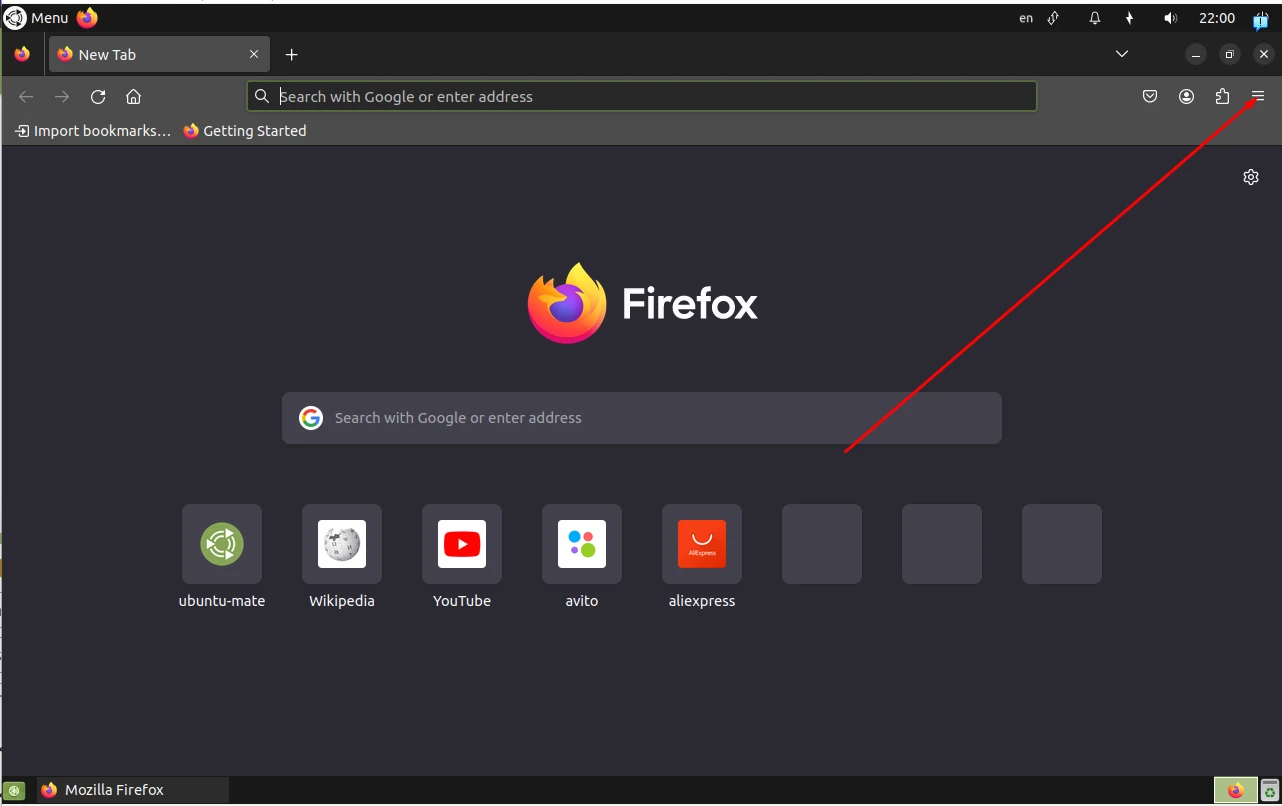 Menu
en
22:00
New Tab
Search with Google or enter address
Import bookmarks…
Getting Started
Firefox
Search with Google or enter address
AliExpress
ubuntu-mate
Wikipedia
YouTube
avito
aliexpress
Mozilla Firefox